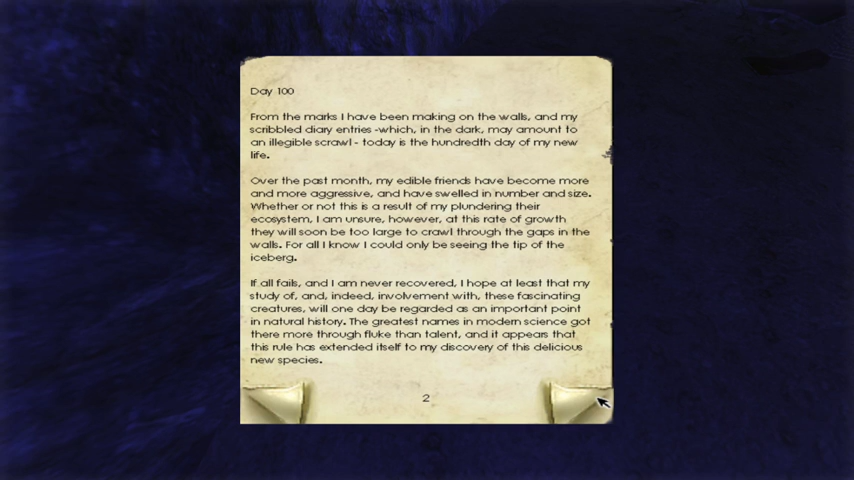 Day 100
From the marks I have been making on the walls, and my
scribbled diary entries -which, in the dark, may amount to
an illegible scrawl - today is the hundredth day of my new
life.
Over the past month, my edible friends have become more
and more aggressive, and have swelled in number and size.
Whether or not this is a result of my plundering their
ecosystem, I am unsure, however, at this rate of growth
they will soon be too large to crawl through the gaps in the
walls. For all I know I could only be seeing the tip of the
iceberg.
If all fails, and I am never recovered, I hope at least that my
study of, and, indeed, involvement with, these fascinating
creatures, will one day be regarded as an important point
in natural history. The greatest names in modern science got
there more through fluke than talent, and it appears that
this rule has extended itself to my discovery of this delicious
new species.
2